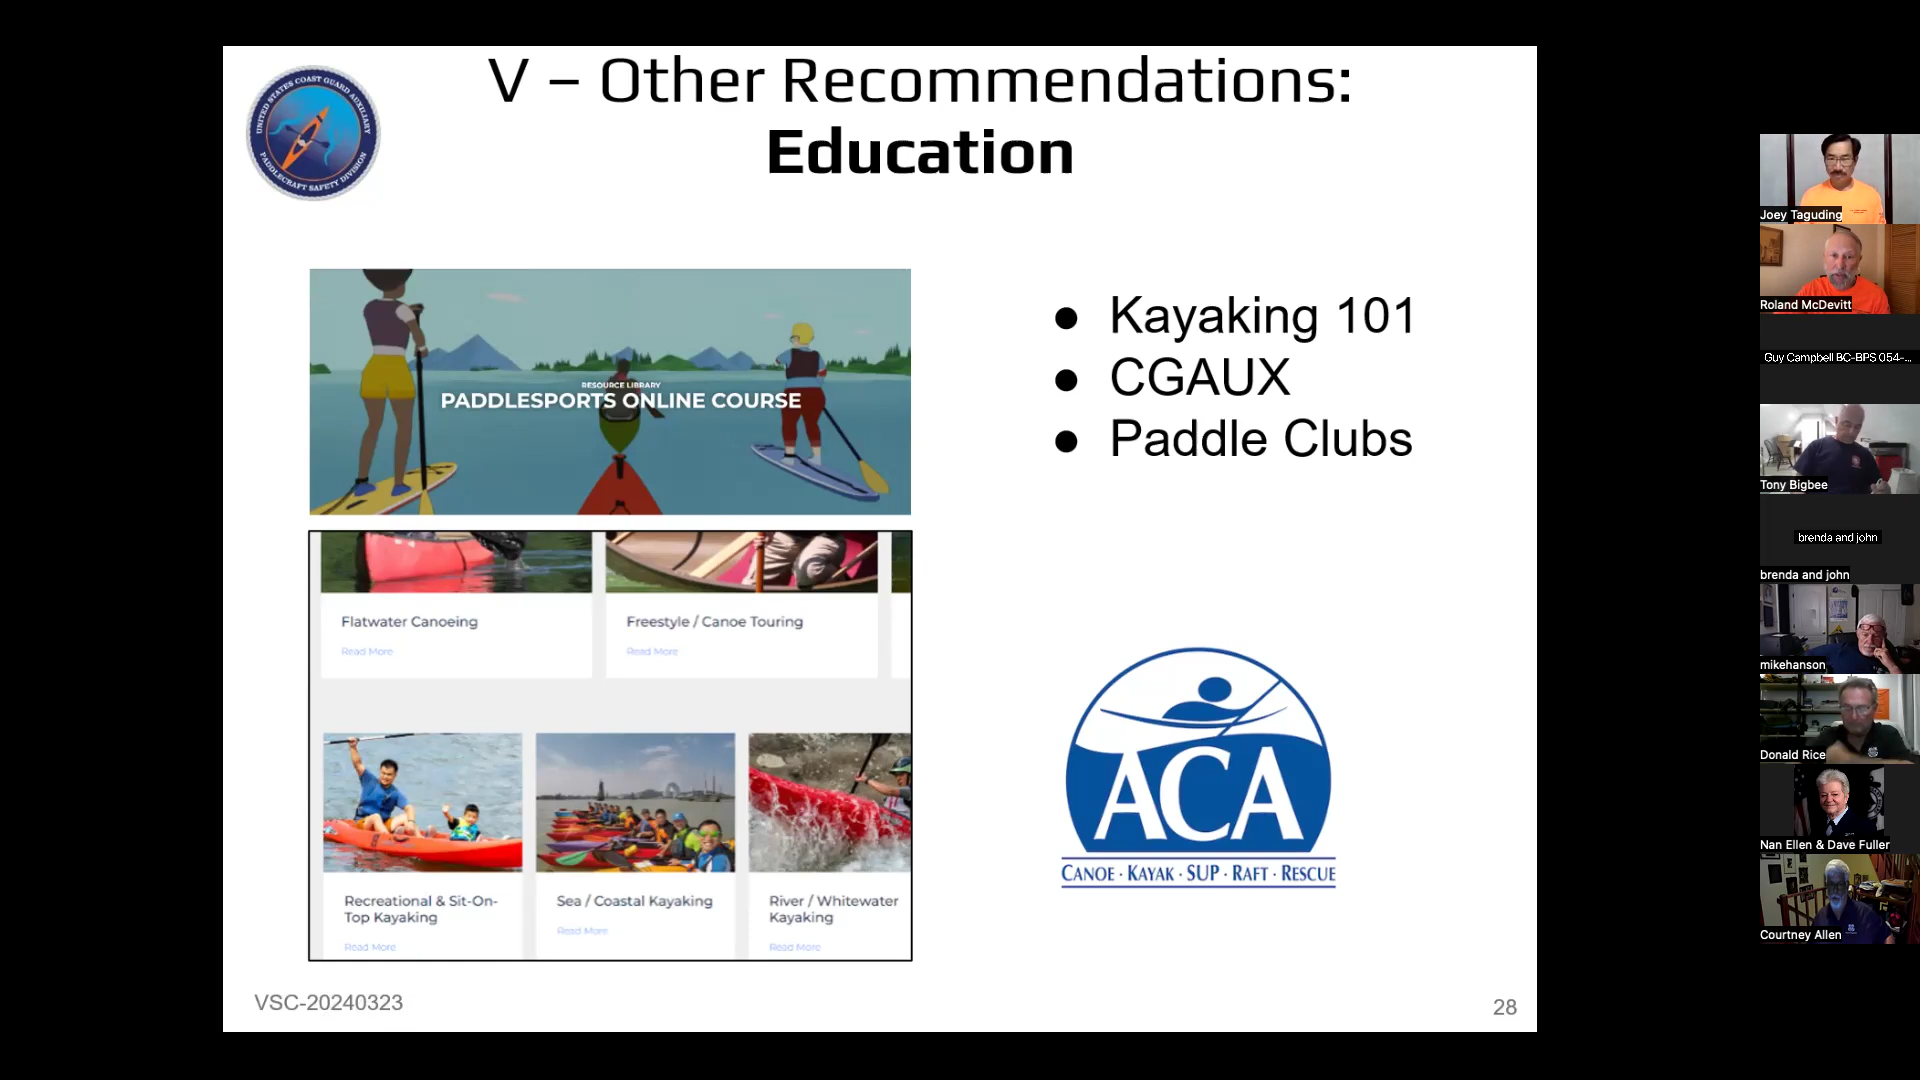 V – Other Recommendations:
Education
UNITED STATES COAST GUARD AUXILIARY
PADDLECRAFT SAFETY DIVISION
RESOURCE LIBRARY
PADDLESPORTS ONLINE COURSE
● Kayaking 101
● CGAUX
● Paddle Clubs
Flatwater Canoeing
Read More
Freestyle / Canoe Touring
Read More
Recreational & Sit-On-
Top Kayaking
Read More
Sea / Coastal Kayaking
Read More
River / Whitewater
Kayaking
Read More
ACA
CANOE · KAYAK · SUP · RAFT · RESCUE
VSC-20240323
28
Joey Taguding
Roland McDevitt
Guy Campbell BC-BPS 054-...
Tony Bigbee
brenda and john
brenda and john
mikehanson
Donald Rice
Nan Ellen & Dave Fuller
Courtney Allen